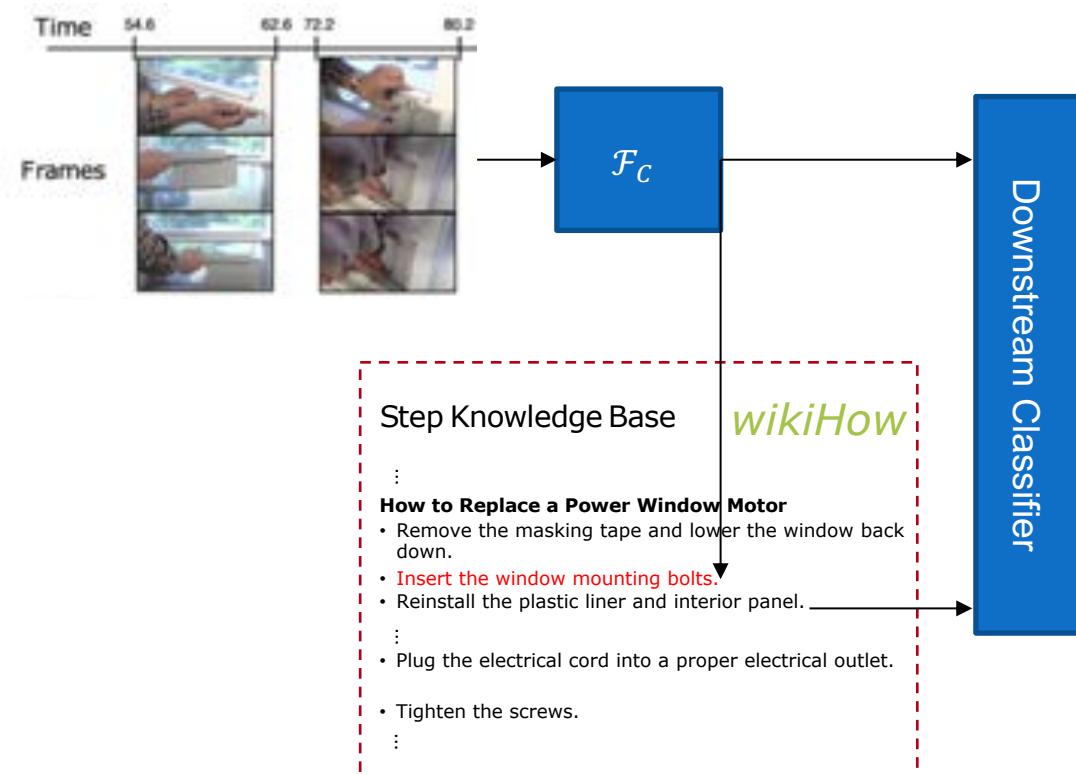 Time 54.6 62.6 72.2 80.2
Frames
ℱ_C
Downstream Classifier
Step Knowledge Base wikiHow
⋮
How to Replace a Power Window Motor
• Remove the masking tape and lower the window back
down.
• Insert the window mounting bolts.
• Reinstall the plastic liner and interior panel.
⋮
• Plug the electrical cord into a proper electrical outlet.
• Tighten the screws.
⋮